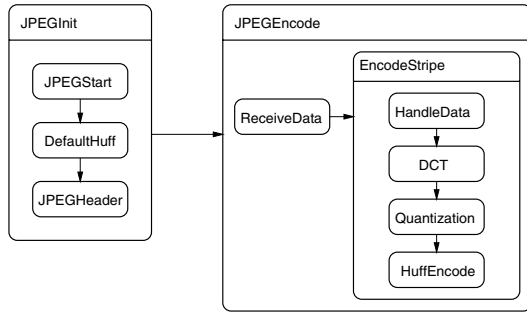 JPEGInit
JPEGStart
DefaultHuff
JPEGHeader
JPEGEncode
ReceiveData
EncodeStripe
HandleData
DCT
Quantization
HuffEncode